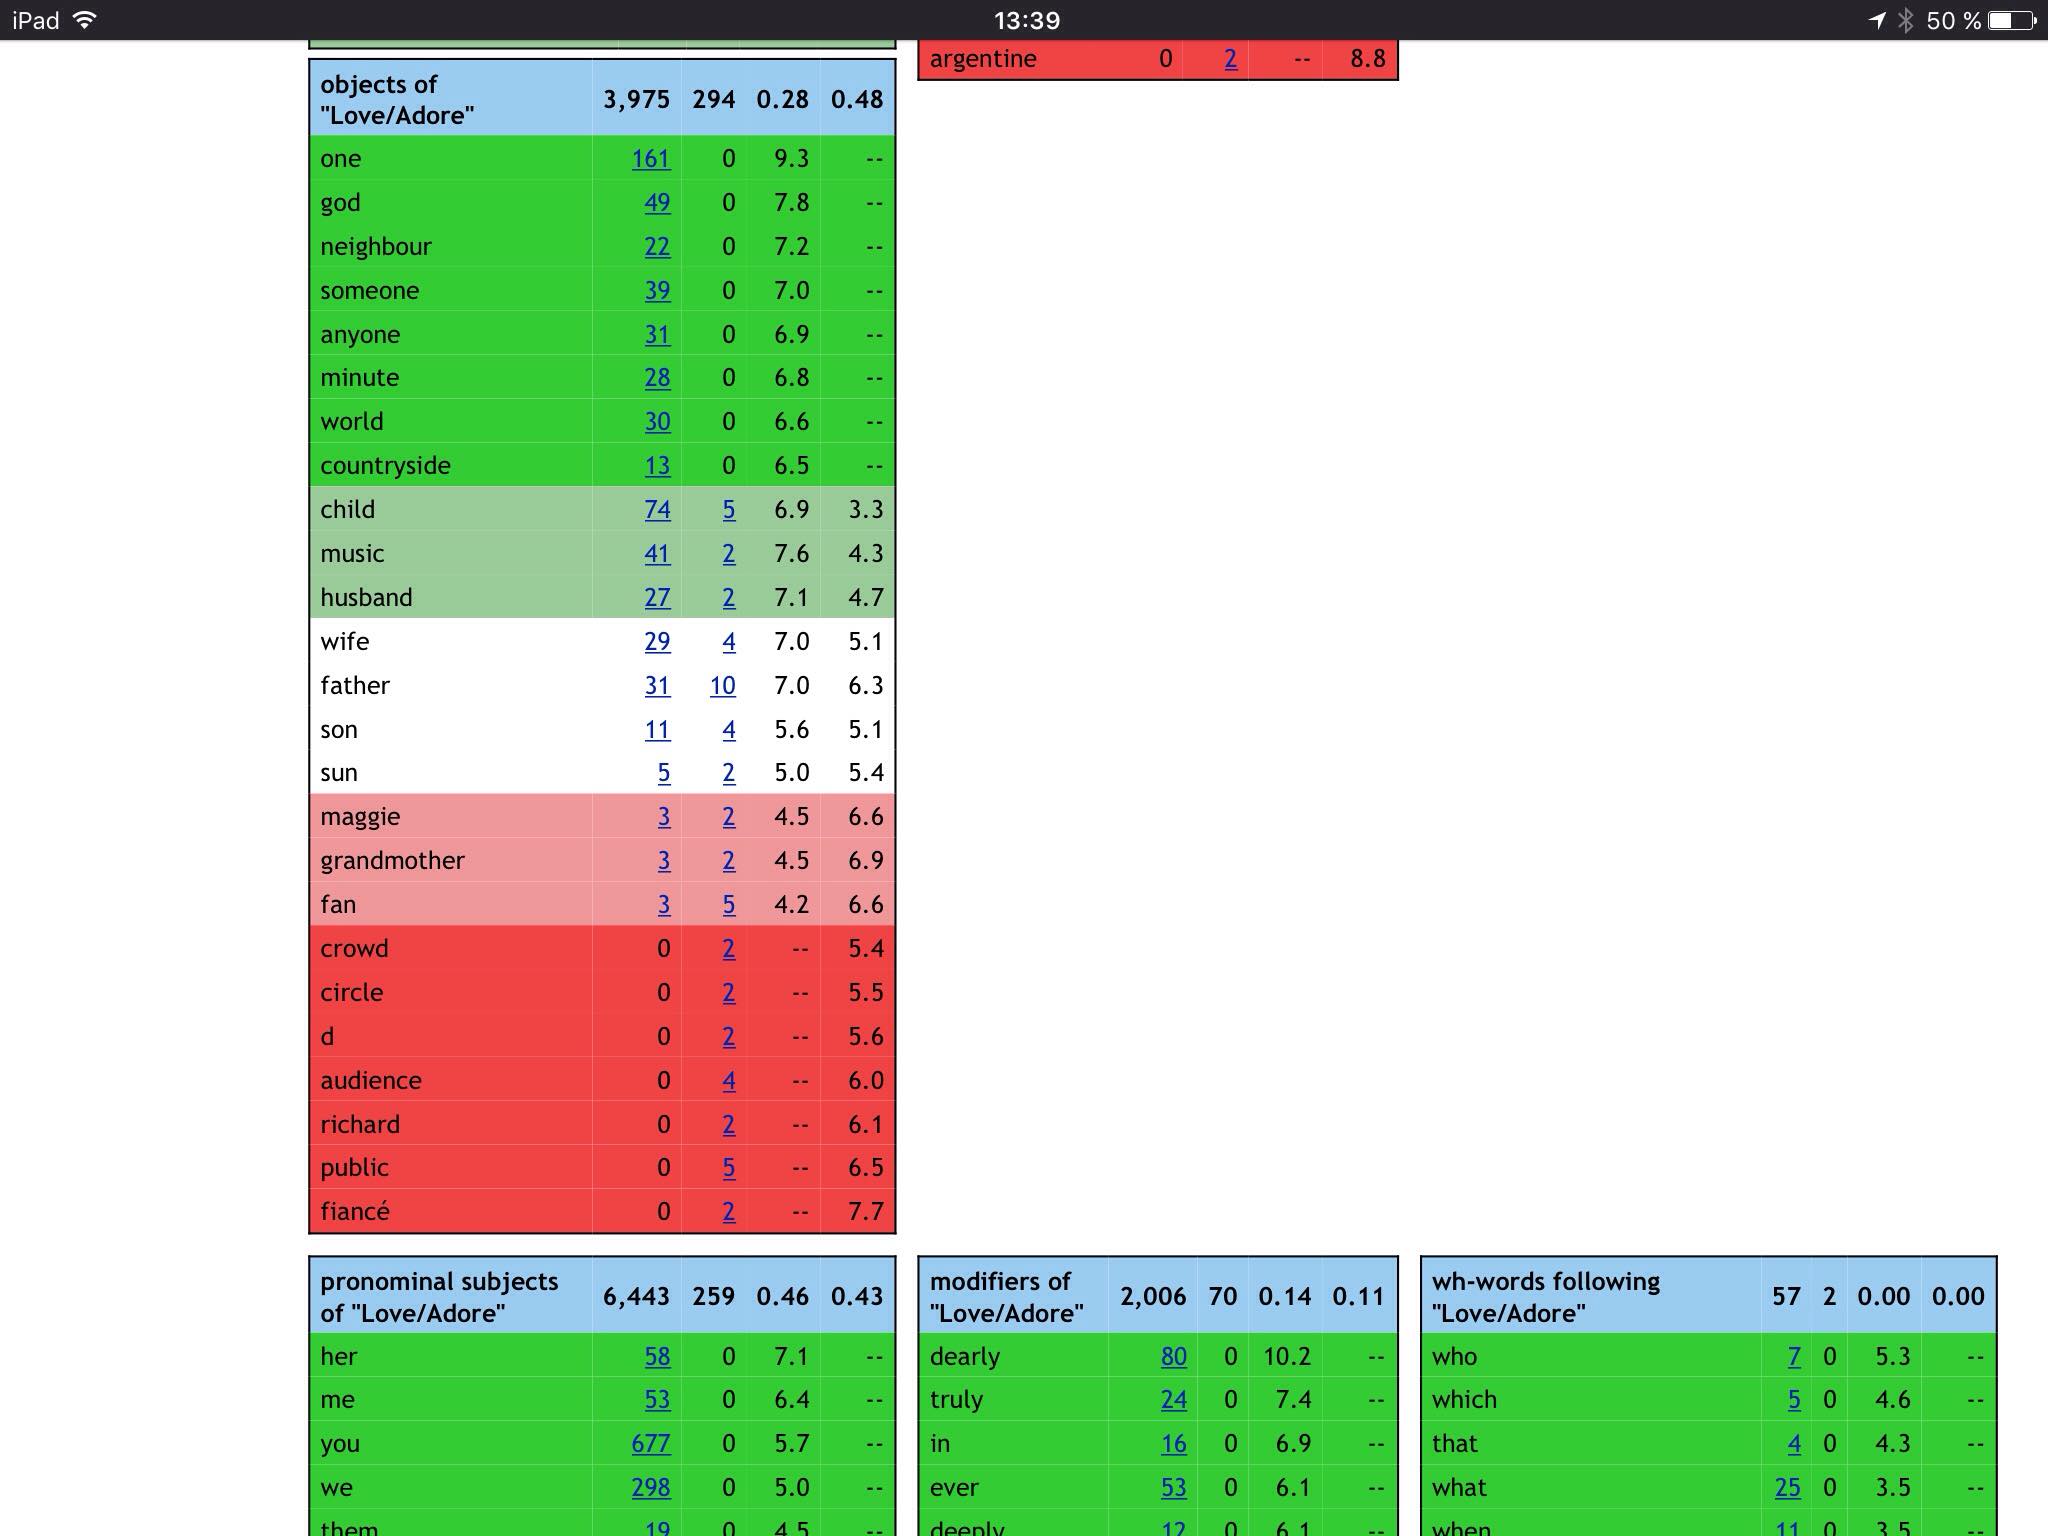 iPad 13:39 50 %
argentine 0 2 -- 8.8
objects of
"Love/Adore" 3,975 294 0.28 0.48
one 161 0 9.3 --
god 49 0 7.8 --
neighbour 22 0 7.2 --
someone 39 0 7.0 --
anyone 31 0 6.9 --
minute 28 0 6.8 --
world 30 0 6.6 --
countryside 13 0 6.5 --
child 74 5 6.9 3.3
music 41 2 7.6 4.3
husband 27 2 7.1 4.7
wife 29 4 7.0 5.1
father 31 10 7.0 6.3
son 11 4 5.6 5.1
sun 5 2 5.0 5.4
maggie 3 2 4.5 6.6
grandmother 3 2 4.5 6.9
fan 3 5 4.2 6.6
crowd 0 2 -- 5.4
circle 0 2 -- 5.5
d 0 2 -- 5.6
audience 0 4 -- 6.0
richard 0 2 -- 6.1
public 0 5 -- 6.5
fiancé 0 2 -- 7.7
pronominal subjects
of "Love/Adore" 6,443 259 0.46 0.43
her 58 0 7.1 --
me 53 0 6.4 --
you 677 0 5.7 --
we 298 0 5.0 --
them 19 0 4.5 --
modifiers of
"Love/Adore" 2,006 70 0.14 0.11
dearly 80 0 10.2 --
truly 24 0 7.4 --
in 16 0 6.9 --
ever 53 0 6.1 --
deeply 12 0 6.1 --
wh-words following
"Love/Adore" 57 2 0.00 0.00
who 7 0 5.3 --
which 5 0 4.6 --
that 4 0 4.3 --
what 25 0 3.5 --
when 11 0 3.5 --